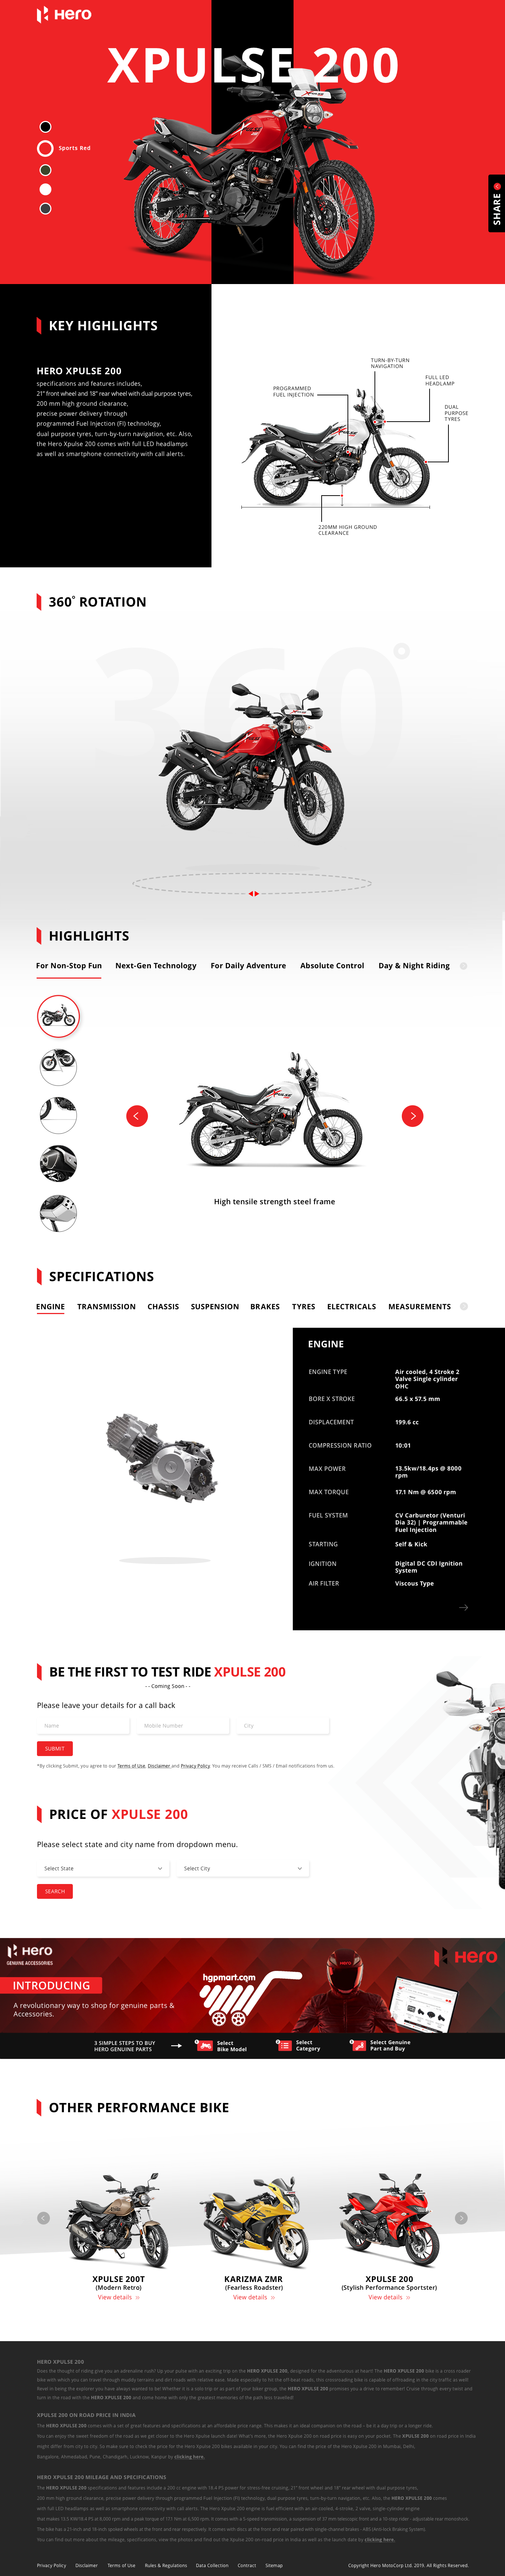 Hero
XPULSE 200
Sports Red
SHARE
KEY HIGHLIGHTS
HERO XPULSE 200
specifications and features includes,
21" front wheel and 18" rear wheel with dual purpose tyres,
200 mm high ground clearance,
precise power delivery through
programmed Fuel Injection (FI) technology,
dual purpose tyres, turn-by-turn navigation, etc. Also,
the Hero Xpulse 200 comes with full LED headlamps
as well as smartphone connectivity with call alerts.
TURN-BY-TURN
NAVIGATION
FULL LED
HEADLAMP
PROGRAMMED
FUEL INJECTION
DUAL
PURPOSE
TYRES
220MM HIGH GROUND
CLEARANCE
360° ROTATION
360°
HIGHLIGHTS
For Non-Stop Fun Next-Gen Technology For Daily Adventure Absolute Control Day & Night Riding
High tensile strength steel frame
SPECIFICATIONS
ENGINE TRANSMISSION CHASSIS SUSPENSION BRAKES TYRES ELECTRICALS MEASUREMENTS
ENGINE
ENGINE TYPE Air cooled, 4 Stroke 2
Valve Single cylinder
OHC
BORE X STROKE 66.5 x 57.5 mm
DISPLACEMENT 199.6 cc
COMPRESSION RATIO 10:01
MAX POWER 13.5kw/18.4ps @ 8000
rpm
MAX TORQUE 17.1 Nm @ 6500 rpm
FUEL SYSTEM CV Carburetor (Venturi
Dia 32) | Programmable
Fuel Injection
STARTING Self & Kick
IGNITION Digital DC CDI Ignition
System
AIR FILTER Viscous Type
BE THE FIRST TO TEST RIDE XPULSE 200
- - Coming Soon - -
Please leave your details for a call back
Name Mobile Number City
SUBMIT
*By clicking Submit, you agree to our Terms of Use, Disclaimer and Privacy Policy. You may receive Calls / SMS / Email notifications from us.
PRICE OF XPULSE 200
Please select state and city name from dropdown menu.
Select State Select City
SEARCH
Hero
GENUINE ACCESSORIES
INTRODUCING
A revolutionary way to shop for genuine parts &
Accessories.
hgpmart.com
Hero
3 SIMPLE STEPS TO BUY
HERO GENUINE PARTS
Select
Bike Model
Select
Category
Select Genuine
Part and Buy
OTHER PERFORMANCE BIKE
XPULSE 200T
(Modern Retro)
View details
KARIZMA ZMR
(Fearless Roadster)
View details
XPULSE 200
(Stylish Performance Sportster)
View details
HERO XPULSE 200
XPULSE 200 ON ROAD PRICE IN INDIA
Bangalore, Ahmedabad, Pune, Chandigarh, Lucknow, Kanpur by clicking here.
HERO XPULSE 200 MILEAGE AND SPECIFICATIONS
Privacy Policy Disclaimer Terms of Use Rules & Regulations Data Collection Contract Sitemap
Copyright Hero MotoCorp Ltd. 2019. All Rights Reserved.